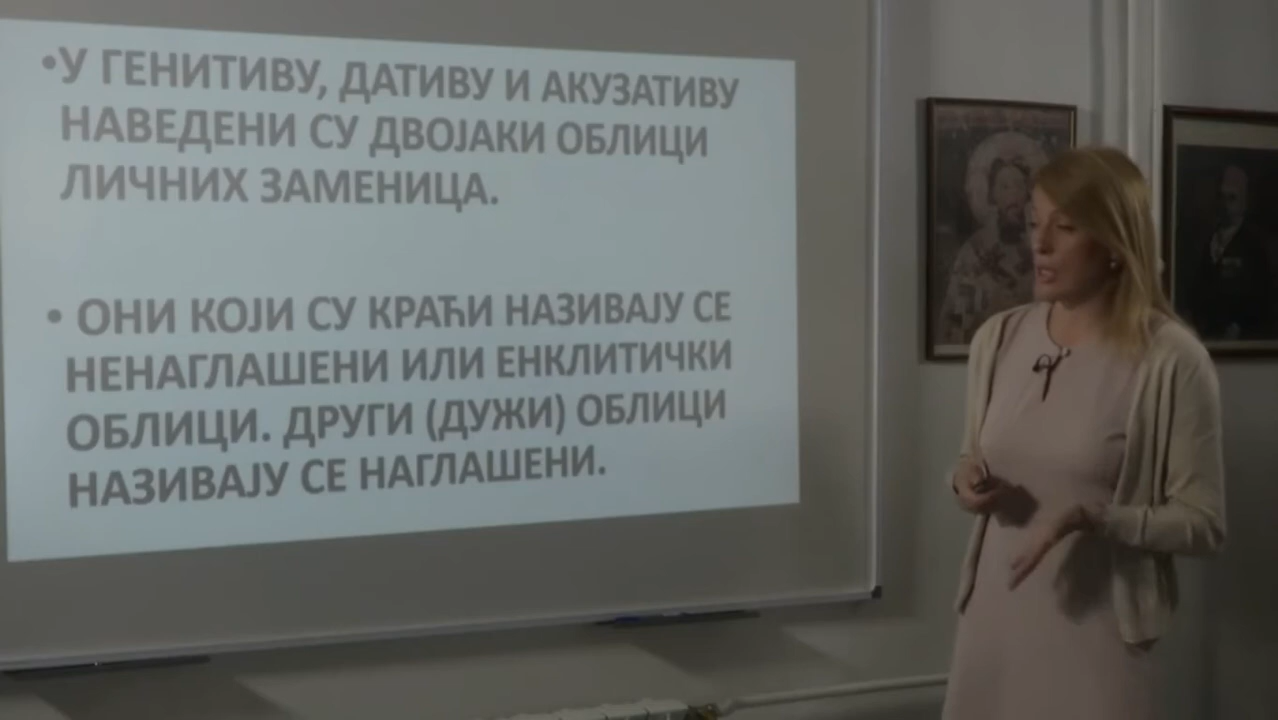 •У ГЕНИТИВУ, ДАТИВУ И АКУЗАТИВУ
НАВЕДЕНИ СУ ДВОЈАКИ ОБЛИЦИ
ЛИЧНИХ ЗАМЕНИЦА.
• ОНИ КОЈИ СУ КРАЋИ НАЗИВАЈУ СЕ
НЕНАГЛАШЕНИ ИЛИ ЕНКЛИТИЧКИ
ОБЛИЦИ. ДРУГИ (ДУЖИ) ОБЛИЦИ
НАЗИВАЈУ СЕ НАГЛАШЕНИ.